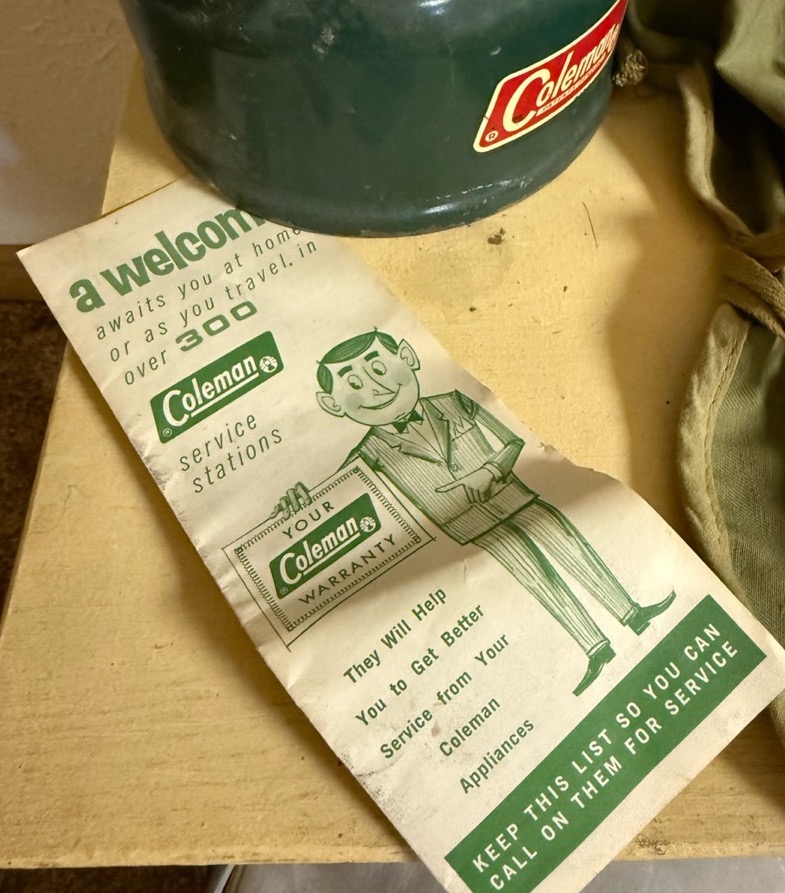 Coleman
a welcom
awaits you at home
or as you travel, in
over 300
Coleman
service
stations
YOUR
Coleman
WARRANTY
They Will Help
You to Get Better
Service from Your
Coleman
Appliances
KEEP THIS LIST SO YOU CAN
CALL ON THEM FOR SERVICE